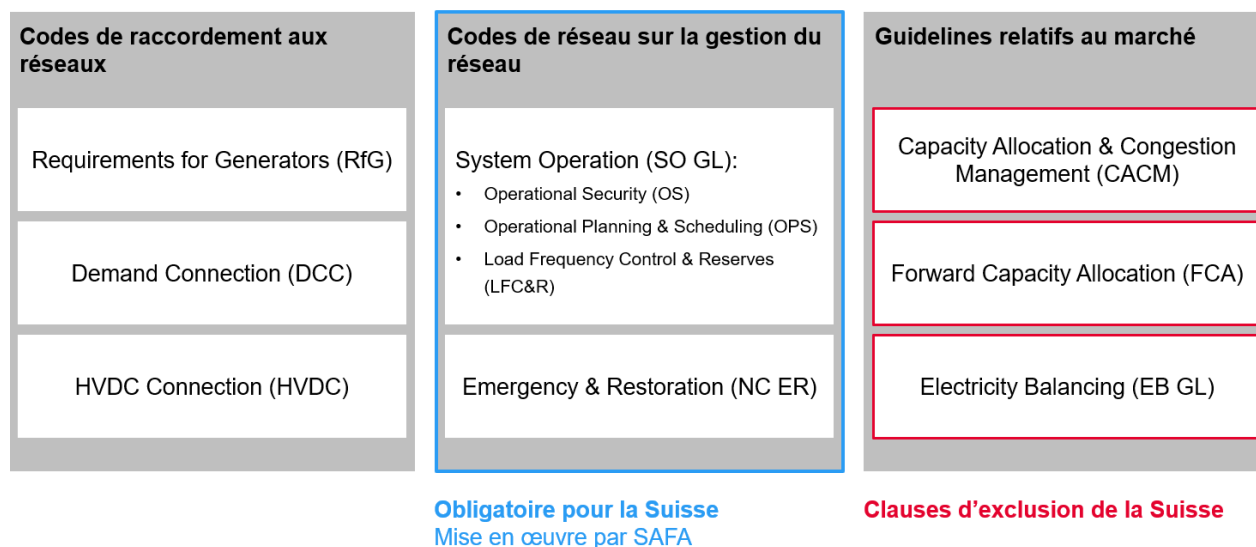 Codes de raccordement aux
réseaux
Requirements for Generators (RfG)
Demand Connection (DCC)
HVDC Connection (HVDC)
Codes de réseau sur la gestion du
réseau
System Operation (SO GL):
• Operational Security (OS)
• Operational Planning & Scheduling (OPS)
• Load Frequency Control & Reserves
(LFC&R)
Emergency & Restoration (NC ER)
Obligatoire pour la Suisse
Mise en œuvre par SAFA
Guidelines relatifs au marché
Capacity Allocation & Congestion
Management (CACM)
Forward Capacity Allocation (FCA)
Electricity Balancing (EB GL)
Clauses d'exclusion de la Suisse